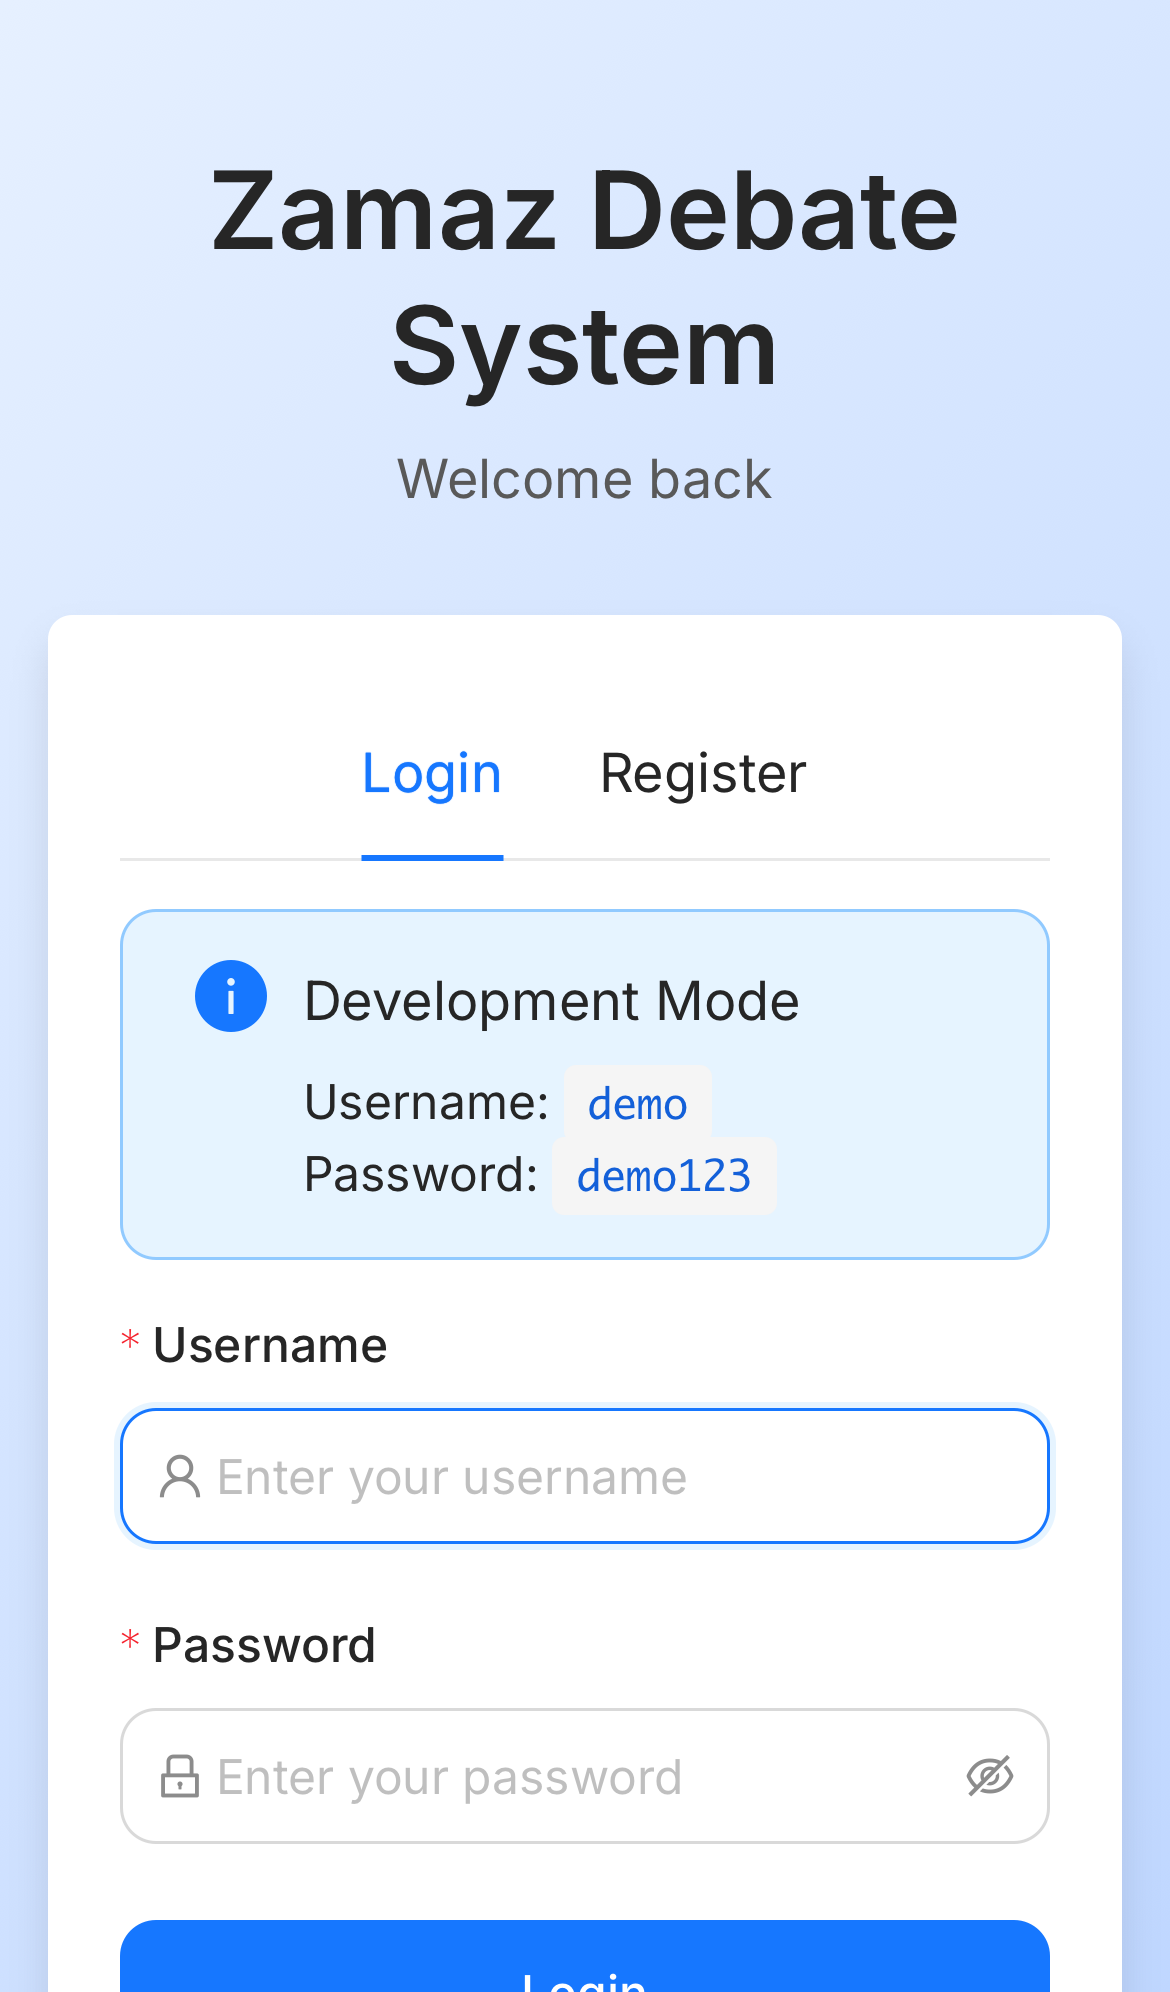 Zamaz Debate
System
Welcome back
Login Register
Development Mode
Username: demo
Password: demo123
* Username
Enter your username
* Password
Enter your password
Login